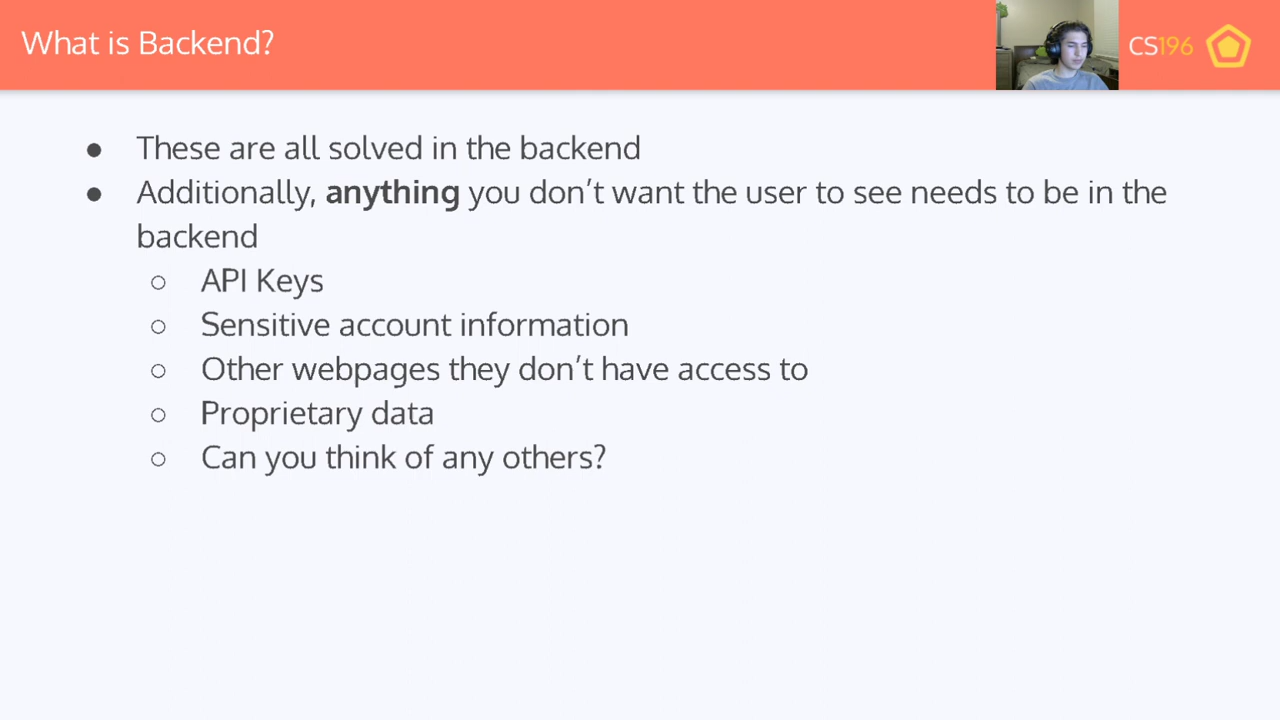 What is Backend?
CS196
● These are all solved in the backend
● Additionally, anything you don't want the user to see needs to be in the
backend
○ API Keys
○ Sensitive account information
○ Other webpages they don't have access to
○ Proprietary data
○ Can you think of any others?